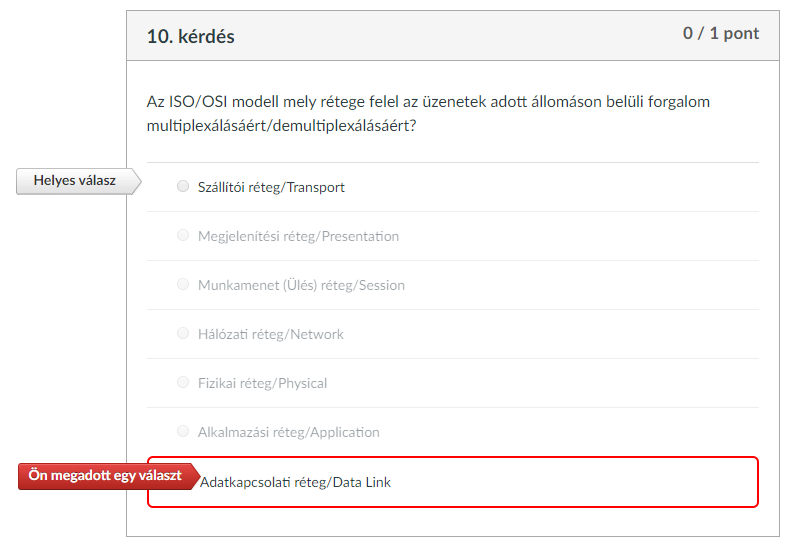 10. kérdés
0 / 1 pont
Az ISO/OSI modell mely rétege felel az üzenetek adott állomáson belüli forgalom
multiplexálásáért/demultiplexálásáért?
Helyes válasz
Szállítói réteg/Transport
Megjelenítési réteg/Presentation
Munkamenet (Ülés) réteg/Session
Hálózati réteg/Network
Fizikai réteg/Physical
Alkalmazási réteg/Application
Ön megadott egy választ
Adatkapcsolati réteg/Data Link